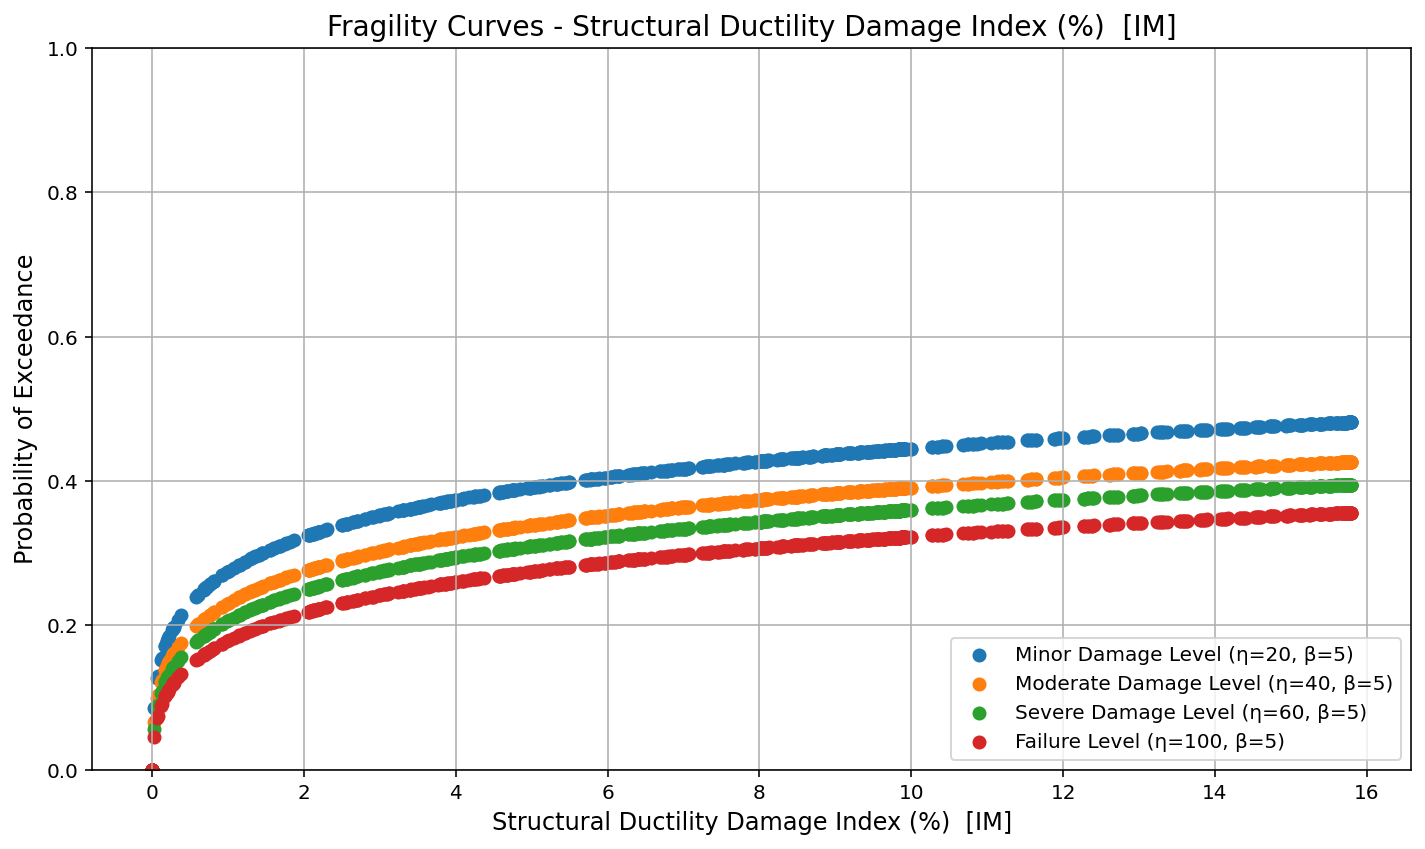 Fragility Curves - Structural Ductility Damage Index (%)  [IM]
1.0
0.8
0.6
0.4
0.2
0.0
Probability of Exceedance
0 2 4 6 8 10 12 14 16
Structural Ductility Damage Index (%)  [IM]
Minor Damage Level (η=20, β=5)
Moderate Damage Level (η=40, β=5)
Severe Damage Level (η=60, β=5)
Failure Level (η=100, β=5)